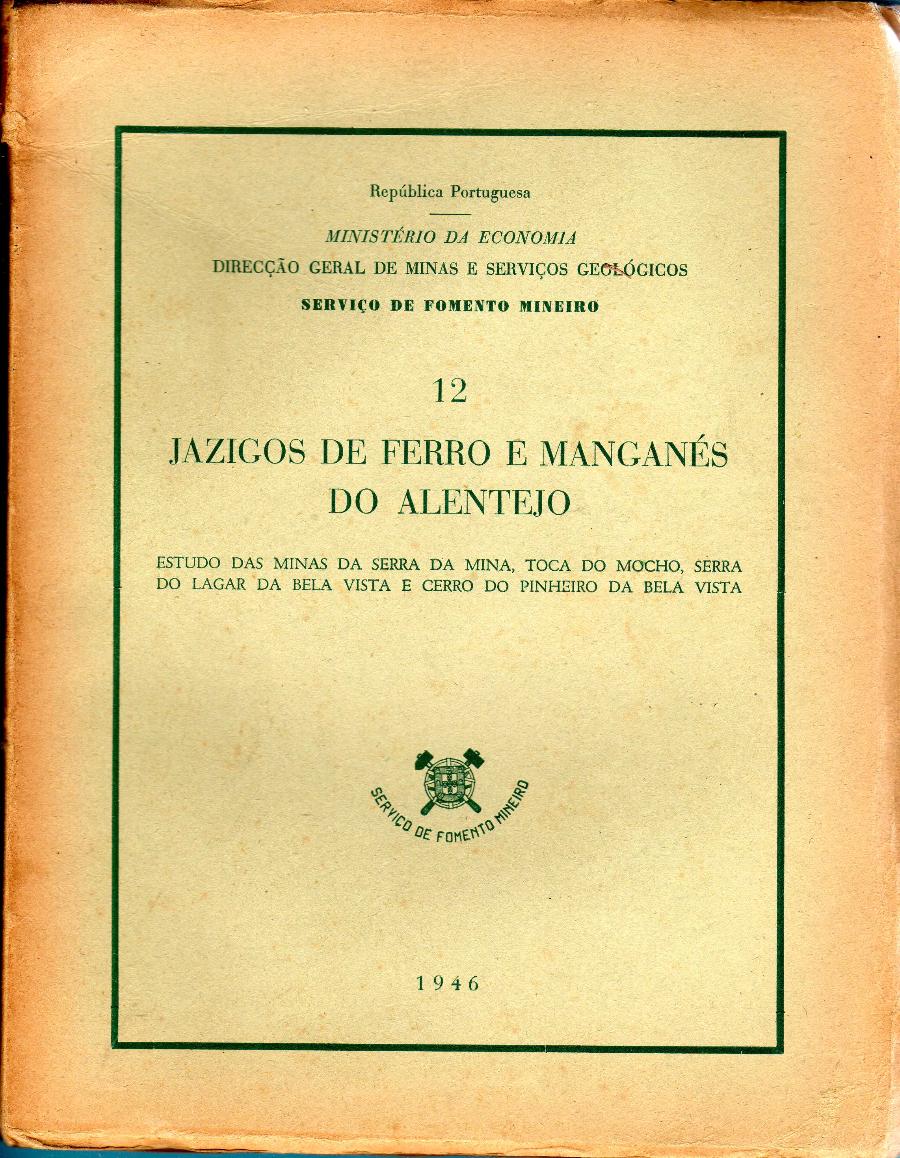 República Portuguesa
MINISTÉRIO DA ECONOMIA
DIRECÇÃO GERAL DE MINAS E SERVIÇOS GEOLÓGICOS
SERVIÇO DE FOMENTO MINEIRO
12
JAZIGOS DE FERRO E MANGANÉS
DO ALENTEJO
ESTUDO DAS MINAS DA SERRA DA MINA, TOCA DO MOCHO, SERRA
DO LAGAR DA BELA VISTA E CERRO DO PINHEIRO DA BELA VISTA
SERVIÇO DE FOMENTO MINEIRO
1946